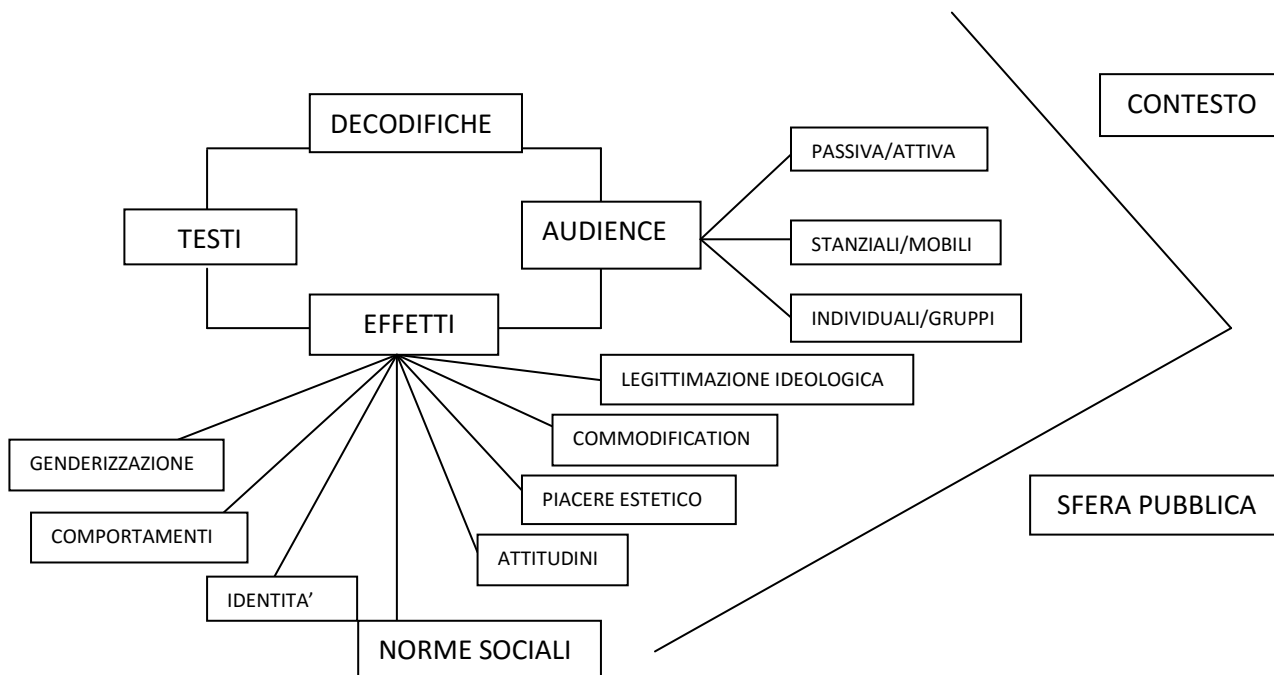 CONTESTO
DECODIFICHE
PASSIVA/ATTIVA
TESTI
AUDIENCE
STANZIALI/MOBILI
INDIVIDUALI/GRUPPI
EFFETTI
LEGITTIMAZIONE IDEOLOGICA
COMMODIFICATION
GENDERIZZAZIONE
PIACERE ESTETICO
SFERA PUBBLICA
COMPORTAMENTI
ATTITUDINI
IDENTITA’
NORME SOCIALI